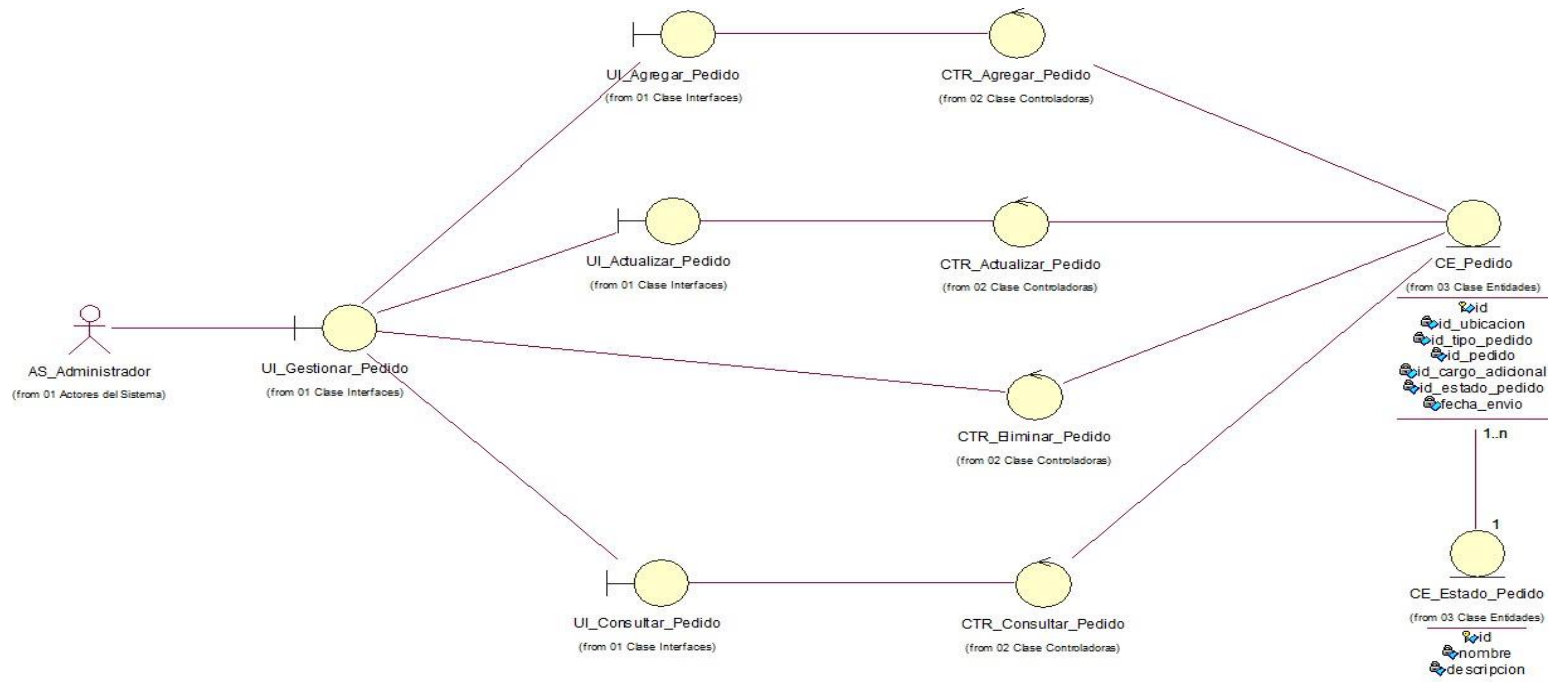 UI_Agregar_Pedido
(from 01 Clase Interfaces)
CTR_Agregar_Pedido
(from 02 Clase Controladoras)
UI_Actualizar_Pedido
(from 01 Clase Interfaces)
CTR_Actualizar_Pedido
(from 02 Clase Controladoras)
CE_Pedido
(from 03 Clase Entidades)
id
id_ubicacion
id_tipo_pedido
id_pedido
id_cargo_adicional
id_estado_pedido
fecha_envio
AS_Administrador
(from 01 Actores del Sistema)
UI_Gestionar_Pedido
(from 01 Clase Interfaces)
CTR_Eliminar_Pedido
(from 02 Clase Controladoras)
1..n
1
UI_Consultar_Pedido
(from 01 Clase Interfaces)
CTR_Consultar_Pedido
(from 02 Clase Controladoras)
CE_Estado_Pedido
(from 03 Clase Entidades)
id
nombre
descripcion